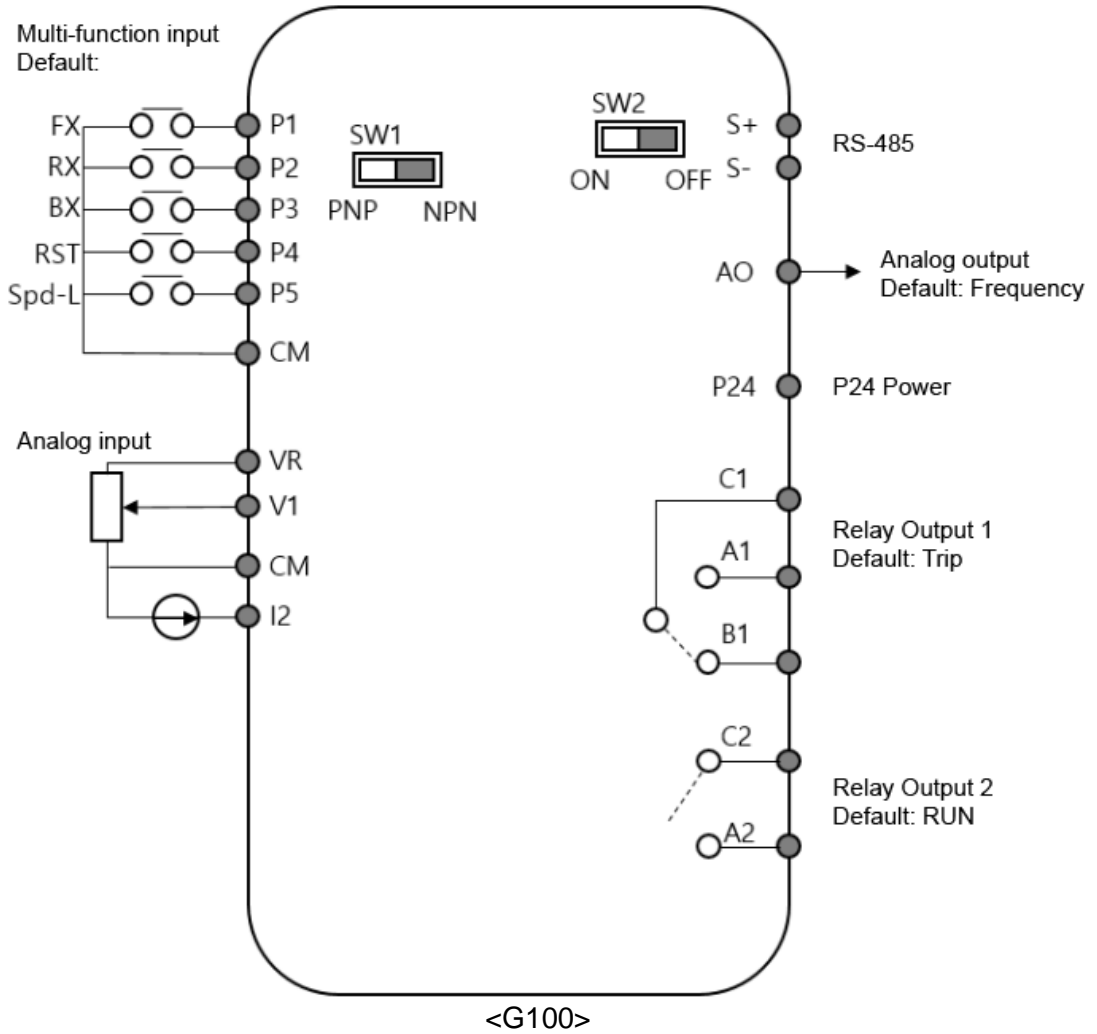 Multi-function input
Default:
FX
P1
RX
P2
BX
P3
RST
P4
Spd-L
P5
CM
SW1
PNP NPN
SW2
ON OFF
S+
S-
RS-485
AO
Analog output
Default: Frequency
P24
P24 Power
Analog input
VR
V1
CM
I2
C1
A1
B1
Relay Output 1
Default: Trip
C2
A2
Relay Output 2
Default: RUN
<G100>